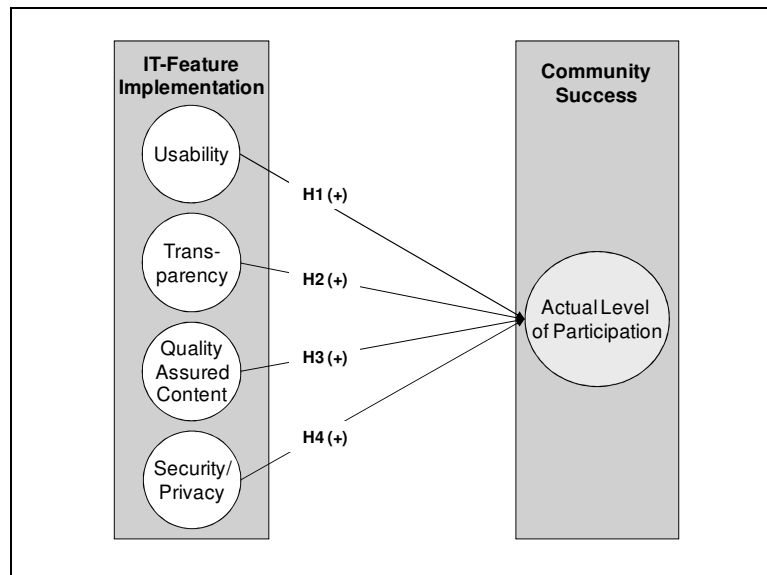 IT-Feature
Implementation
Usability
Trans-
parency
Quality
Assured
Content
Security/
Privacy
H1 (+)
H2 (+)
H3 (+)
H4 (+)
Community
Success
Actual Level
of Participation